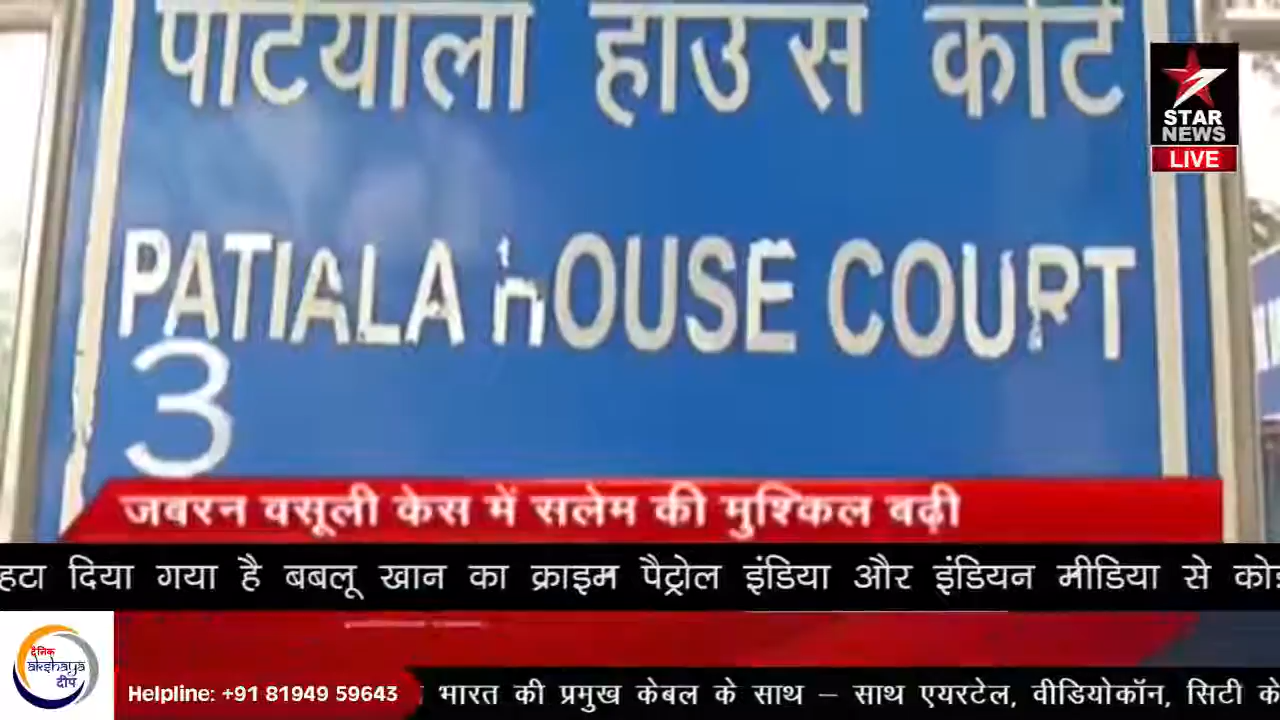 पटियाला हाउस कोर्ट
STAR
NEWS
LIVE
PATIALA HOUSE COURT
3
जबरन वसूली केस में सलेम की मुश्किल बढ़ी
हटा दिया गया है बबलू खान का क्राइम पैट्रोल इंडिया और इंडियन मीडिया से
दैनिक
akshaya
दीप
Helpline: +91 81949 59643
भारत की प्रमुख केबल के साथ – साथ एयरटेल, वीडियोकॉन, सिटी के